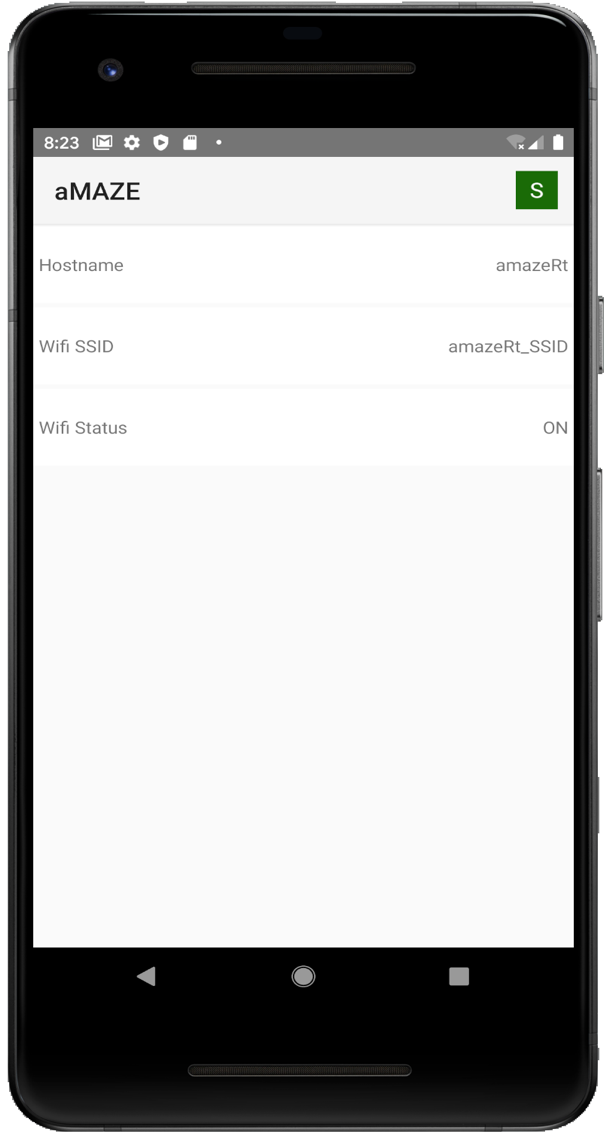 8:23
aMAZE S
Hostname amazeRt
Wifi SSID amazeRt_SSID
Wifi Status ON